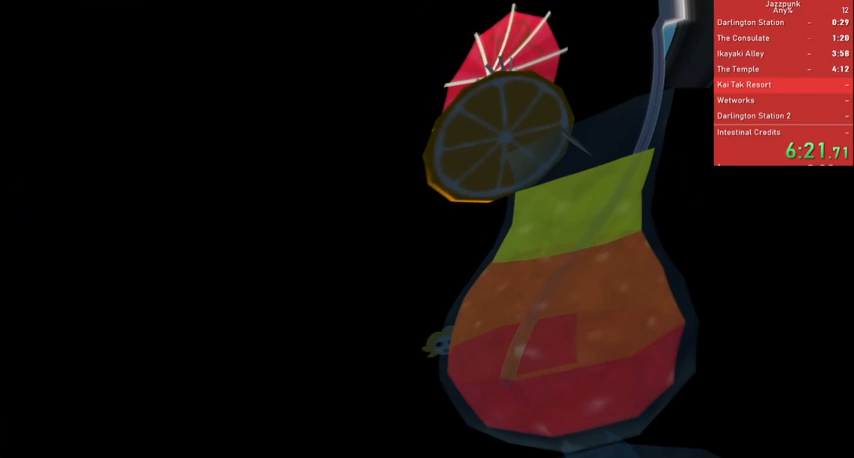 Jazzpunk
Any% 12
Darlington Station - 0:29
The Consulate - 1:20
Ikayaki Alley - 3:58
The Temple - 4:12
Kai Tak Resort -
Wetworks -
Darlington Station 2 -
Intestinal Credits -
6:21.71